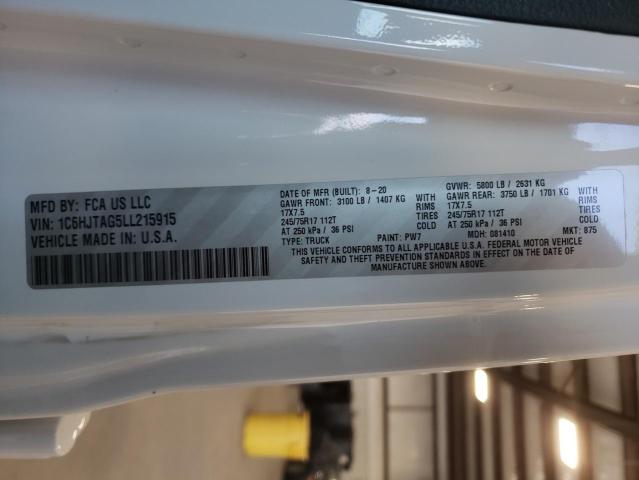 MFD BY: FCA US LLC
VIN: 1C6HJTAG5LL215915
VEHICLE MADE IN U.S.A.
DATE OF MFR (BUILT): 8-20 GVWR: 5800 LB / 2631 KG
GAWR FRONT: 3100 LB / 1407 KG WITH GAWR REAR: 3750 LB / 1701 KG WITH
17X7.5 RIMS 17X7.5 RIMS
245/75R17 112T TIRES 245/75R17 112T TIRES
AT 250 kPa / 36 PSI COLD AT 250 kPa / 36 PSI COLD
TYPE: TRUCK PAINT: PW7 MDH: 081410 MKT: 875
CONFORMS TO ALL APPLICABLE U.S.A. FEDERAL MOTOR VEHICLE
SAFETY AND THEFT PREVENTION STANDARDS IN EFFECT ON THE DATE OF
MANUFACTURE SHOWN ABOVE.